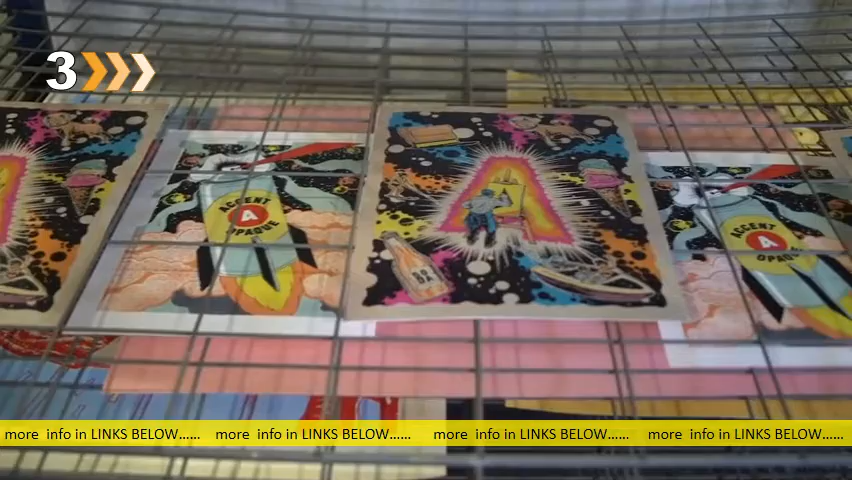 3
ACCENT
A
OPAQUE
A
ACCENT
A
OPAQUE
more info in LINKS BELOW...... more info in LINKS BELOW...... more info in LINKS BELOW...... more info in LINKS BELOW......